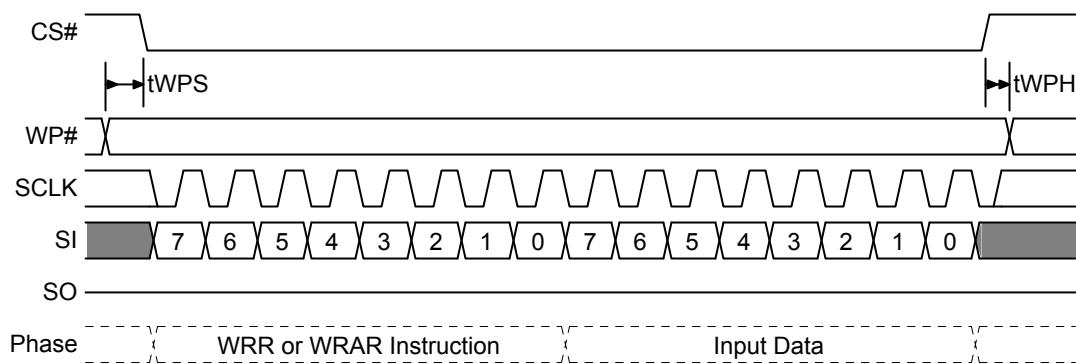 CS#
tWPS tWPH
WP#
SCLK
SI 7 6 5 4 3 2 1 0 7 6 5 4 3 2 1 0
SO
Phase WRR or WRAR Instruction Input Data